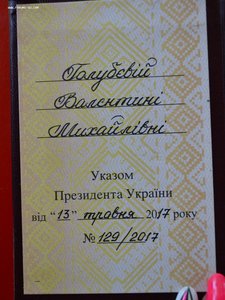 Голубєвій
Валентині
Михайлівні
Указом
Президента України
від "13" травня 2017 року
№ 129/2017